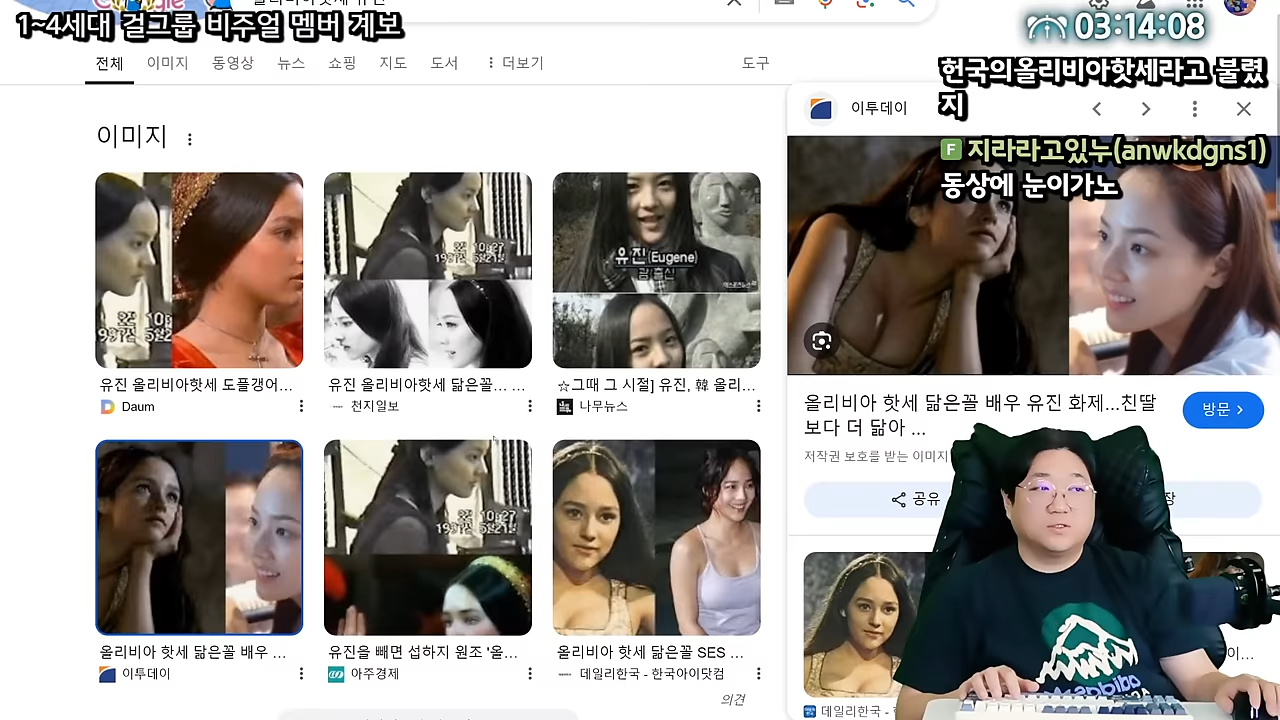 1~4세대 걸그룹 비주얼 멤버 계보
03:14:08
전체 이미지 동영상 뉴스 쇼핑 지도 도서 더보기 도구
헌국의올리비아핫세라고 불렸
지
이투데이
F 지라라고있누(anwkdgns1)
동상에 눈이가노
이미지
유진(Eugene)
유진 올리비아핫세 도플갱어...
Daum
유진 올리비아핫세 닮은꼴... ...
천지일보
☆그때 그 시절] 유진, 韓 올리...
나무뉴스
올리비아 핫세 닮은꼴 배우 유진 화제...친딸
보다 더 닮아 ...
방문
저작권 보호를 받는 이미지
공유
올리비아 핫세 닮은꼴 배우 ...
이투데이
유진을 빼면 섭하지 원조 '올...
아주경제
올리비아 핫세 닮은꼴 SES ...
데일리한국 - 한국아이닷컴
의견
데일리한국 -